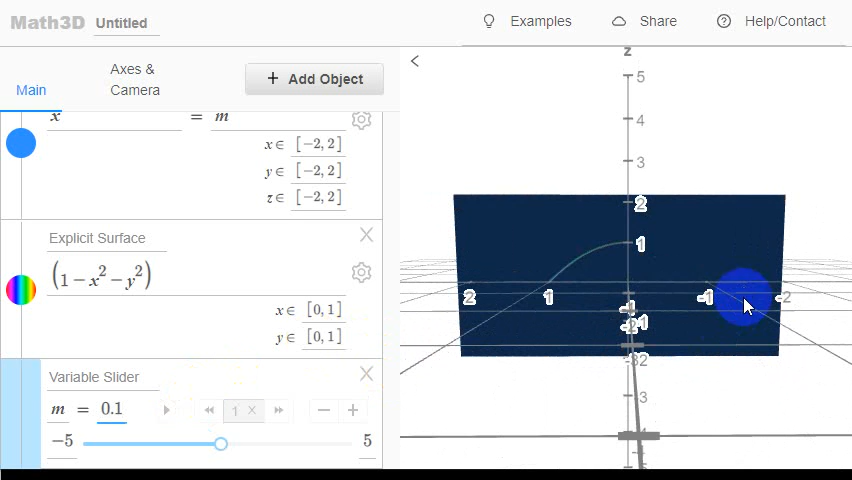 Math3D Untitled
Examples Share Help/Contact
Main
Axes & Camera
+ Add Object
x = m
x ∈ [−2, 2]
y ∈ [−2, 2]
z ∈ [−2, 2]
Explicit Surface
(1−x²−y²)
x ∈ [0, 1]
y ∈ [0, 1]
Variable Slider
m = 0.1
1 X
−5 5
z
5
4
3
2
1
2 1 -1 -2
3